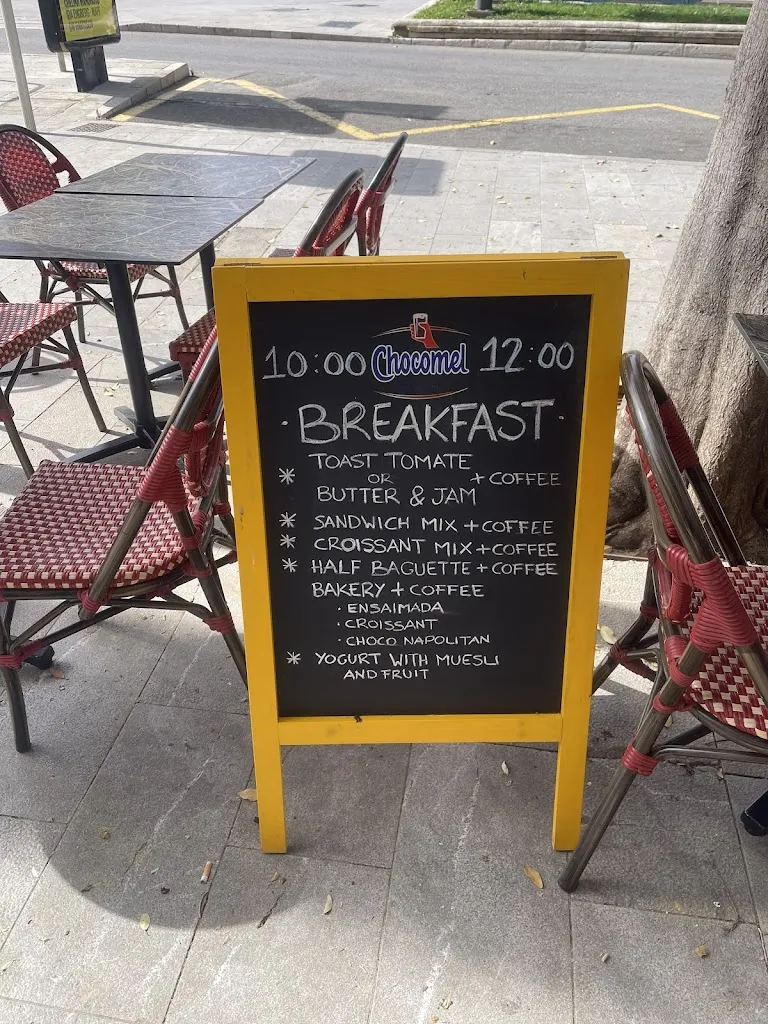 10:00 Chocomel 12:00
· BREAKFAST ·
* TOAST TOMATE
OR + COFFEE
BUTTER & JAM
* SANDWICH MIX + COFFEE
* CROISSANT MIX + COFFEE
* HALF BAGUETTE + COFFEE
BAKERY + COFFEE
· ENSAIMADA
· CROISSANT
· CHOCO NAPOLITAN
* YOGURT WITH MUESLI
AND FRUIT